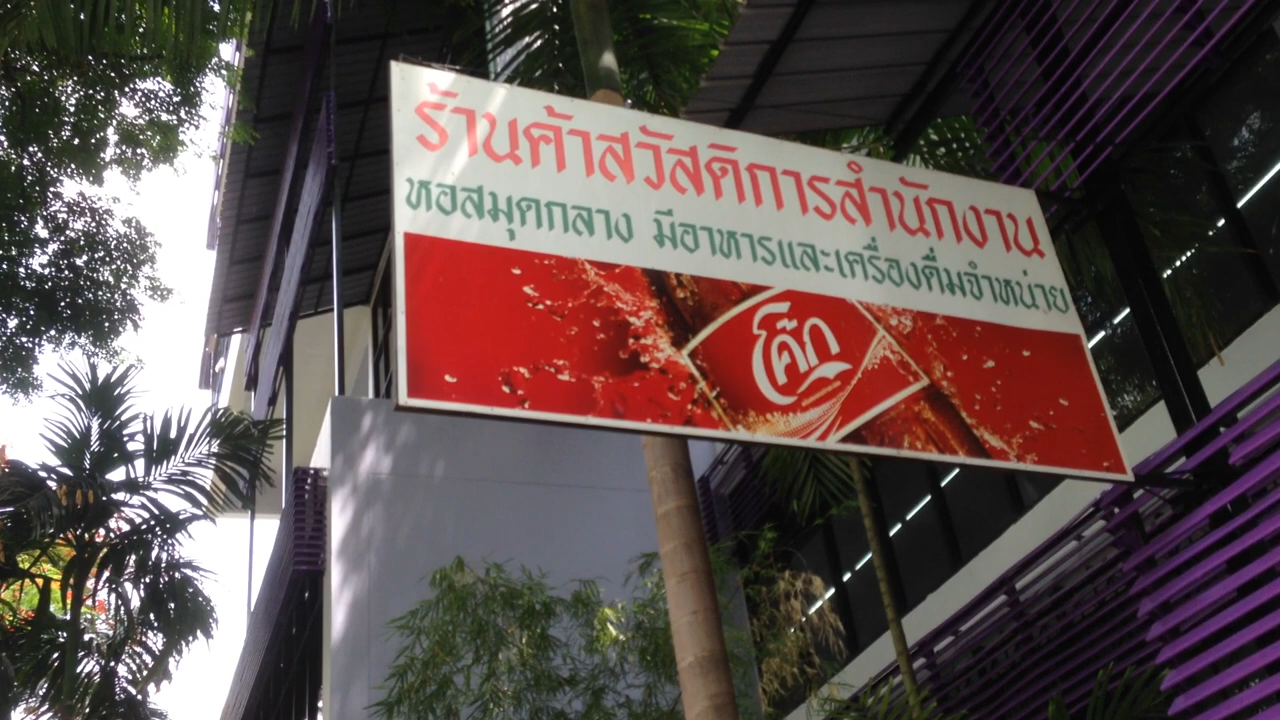 ร้านค้าสวัสดิการสำนักงาน
หอสมุดกลาง มีอาหารและเครื่องดื่มจำหน่าย
โค้ก